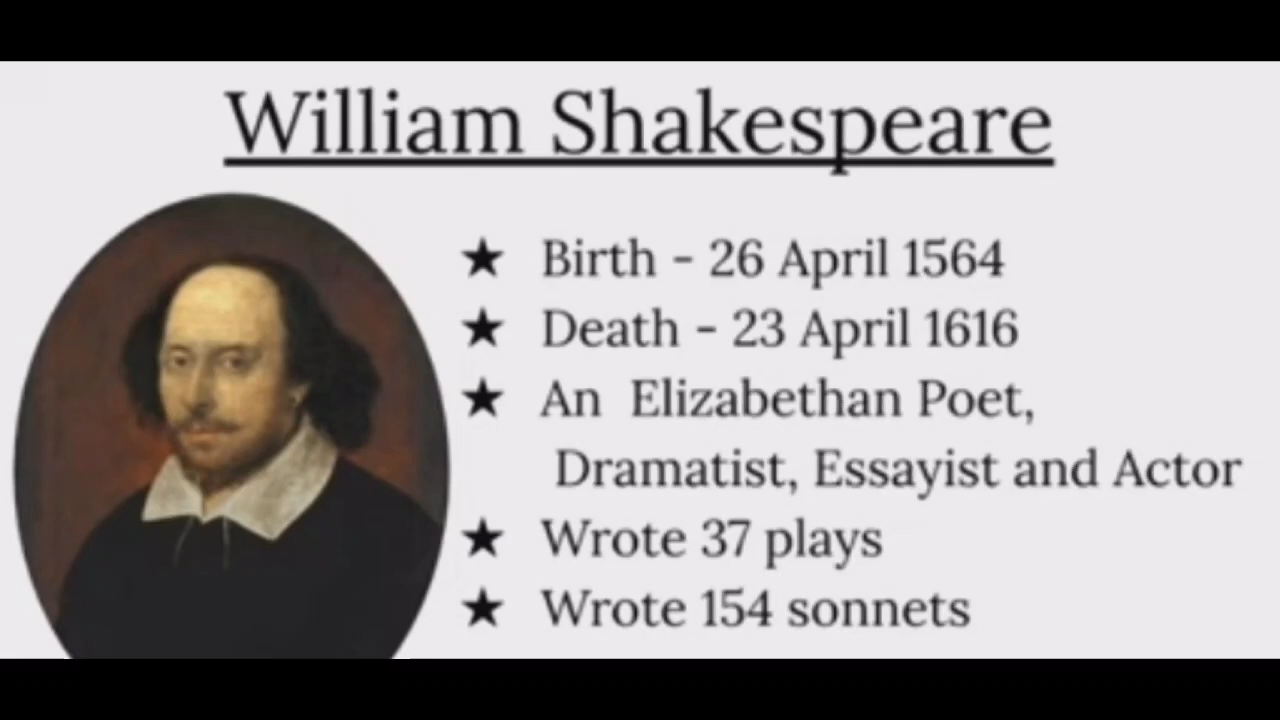 William Shakespeare
★ Birth - 26 April 1564
★ Death - 23 April 1616
★ An Elizabethan Poet,
Dramatist, Essayist and Actor
★ Wrote 37 plays
★ Wrote 154 sonnets